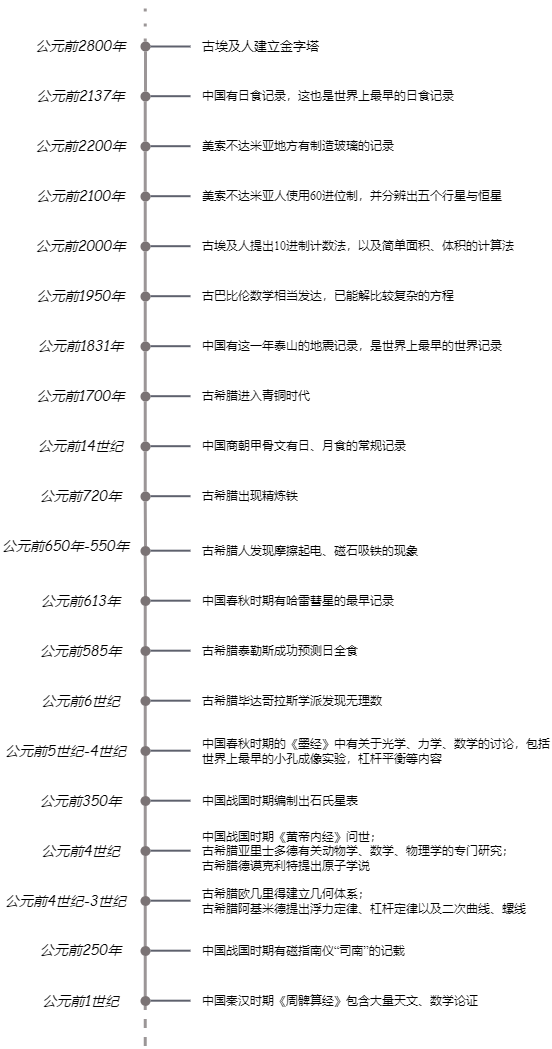 公元前2800年 古埃及人建立金字塔
公元前2137年 中国有日食记录，这也是世界上最早的日食记录
公元前2200年 美索不达米亚地方有制造玻璃的记录
公元前2100年 美索不达米亚人使用60进位制，并分辨出五个行星与恒星
公元前2000年 古埃及人提出10进制计数法，以及简单面积、体积的计算法
公元前1950年 古巴比伦数学相当发达，已能解比较复杂的方程
公元前1831年 中国有这一年泰山的地震记录，是世界上最早的世界记录
公元前1700年 古希腊进入青铜时代
公元前14世纪 中国商朝甲骨文有日、月食的常规记录
公元前720年 古希腊出现精炼铁
公元前650年-550年 古希腊人发现摩擦起电、磁石吸铁的现象
公元前613年 中国春秋时期有哈雷彗星的最早记录
公元前585年 古希腊泰勒斯成功预测日全食
公元前6世纪 古希腊毕达哥拉斯学派发现无理数
公元前5世纪-4世纪 中国春秋时期的《墨经》中有关于光学、力学、数学的讨论，包括
世界上最早的小孔成像实验，杠杆平衡等内容
公元前350年 中国战国时期编制出石氏星表
中国战国时期《黄帝内经》问世；
公元前4世纪 古希腊亚里士多德有关动物学、数学、物理学的专门研究；
古希腊德谟克利特提出原子学说
公元前4世纪-3世纪 古希腊欧几里得建立几何体系；
古希腊阿基米德提出浮力定律、杠杆定律以及二次曲线、螺线
公元前250年 中国战国时期有磁指南仪“司南”的记载
公元前1世纪 中国秦汉时期《周髀算经》包含大量天文、数学论证